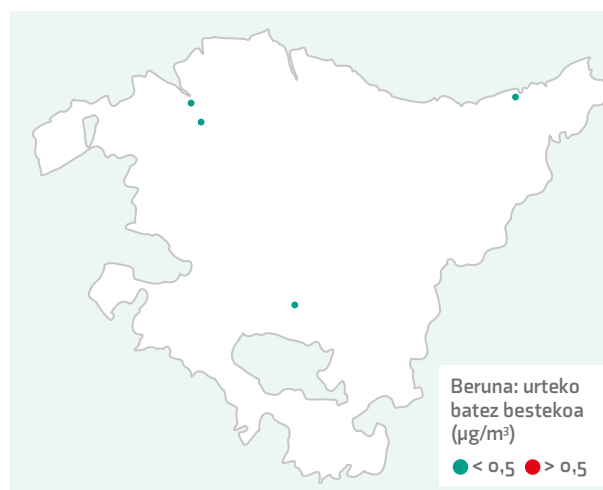 Beruna: urteko
batez bestekoa
(µg/m³)
< 0,5 > 0,5